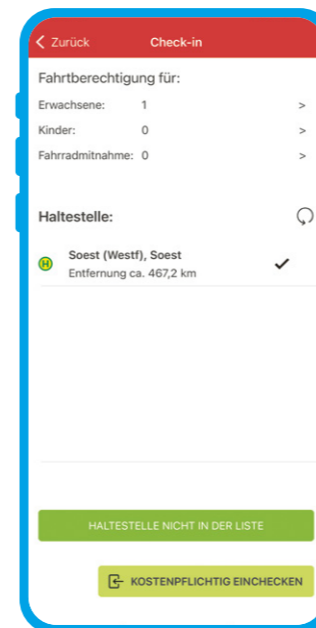 < Zurück Check-in
Fahrtberechtigung für:
Erwachsene: 1 >
Kinder: 0 >
Fahrradmitnahme: 0 >
Haltestelle:
H Soest (Westf), Soest
Entfernung ca. 467,2 km
HALTESTELLE NICHT IN DER LISTE
KOSTENPFLICHTIG EINCHECKEN